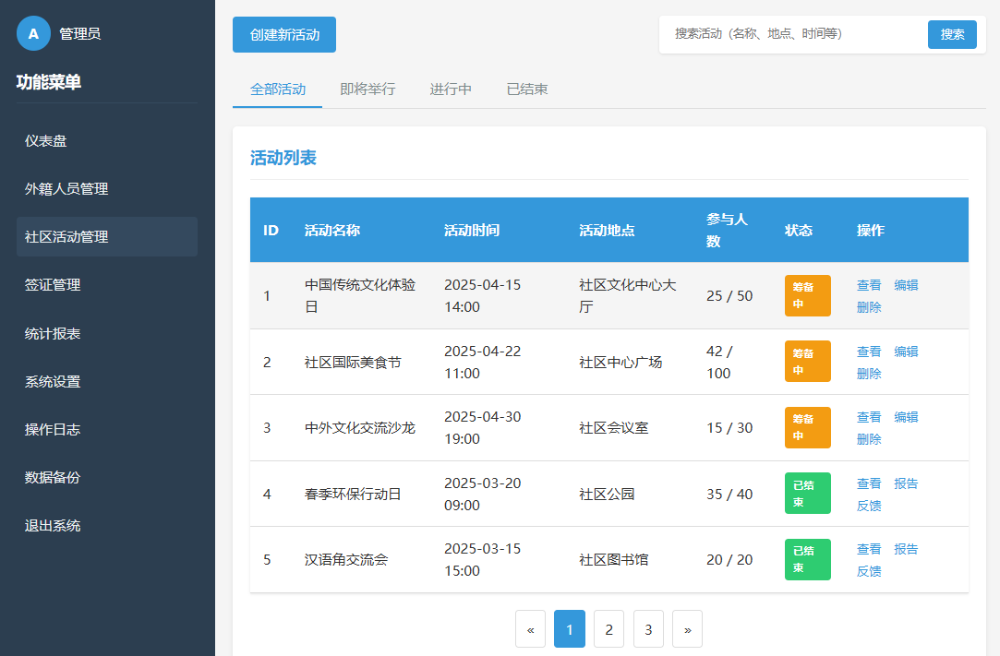 A 管理员
功能菜单
仪表盘
外籍人员管理
社区活动管理
签证管理
统计报表
系统设置
操作日志
数据备份
退出系统
创建新活动
搜索活动（名称、地点、时间等）
搜索
全部活动 即将举行 进行中 已结束
活动列表
ID 活动名称 活动时间 活动地点 参与人
数 状态 操作
1 中国传统文化体验
日 2025-04-15
14:00 社区文化中心大
厅 25 / 50 筹备
中 查看 编辑
删除
2 社区国际美食节 2025-04-22
11:00 社区中心广场 42 /
100 筹备
中 查看 编辑
删除
3 中外文化交流沙龙 2025-04-30
19:00 社区会议室 15 / 30 筹备
中 查看 编辑
删除
4 春季环保行动日 2025-03-20
09:00 社区公园 35 / 40 已结
束 查看 报告
反馈
5 汉语角交流会 2025-03-15
15:00 社区图书馆 20 / 20 已结
束 查看 报告
反馈
« 1 2 3 »